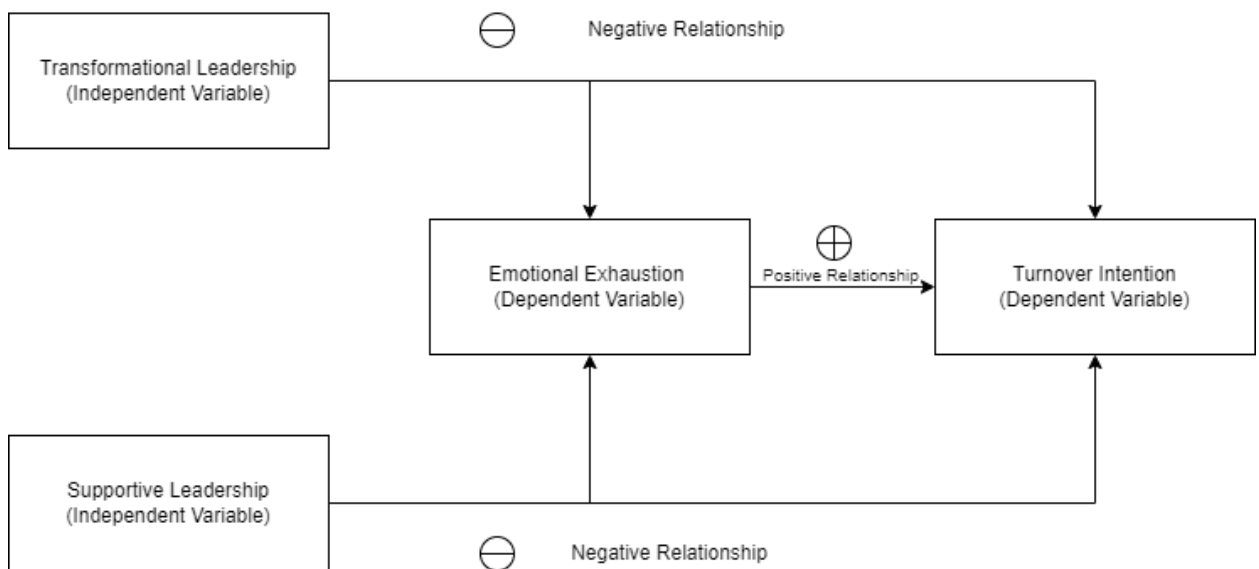 Negative Relationship
Transformational Leadership
(Independent Variable)
Emotional Exhaustion
(Dependent Variable)
Positive Relationship
Turnover Intention
(Dependent Variable)
Supportive Leadership
(Independent Variable)
Negative Relationship